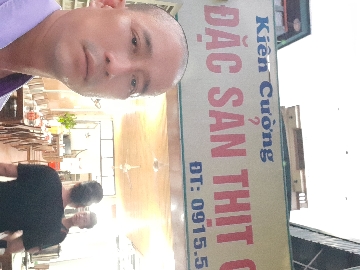 Kiên Cường
ĐẶC SẢN THỊT
ĐT: 0915.5